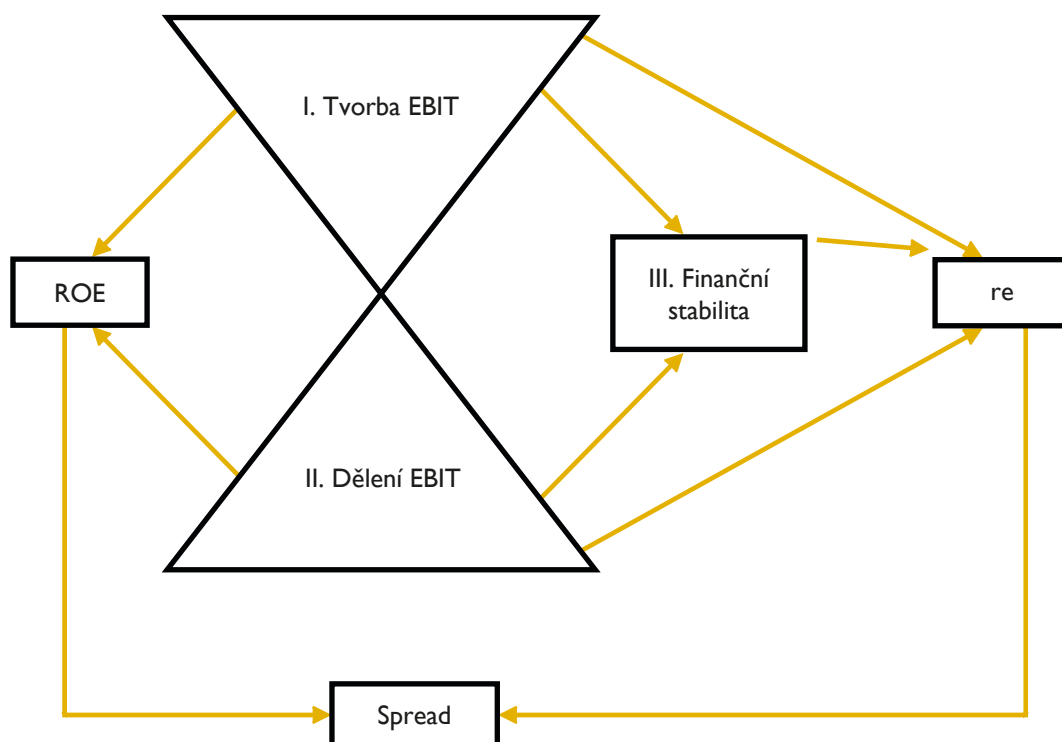 I. Tvorba EBIT
ROE
III. Finanční
stabilita
re
II. Dělení EBIT
Spread